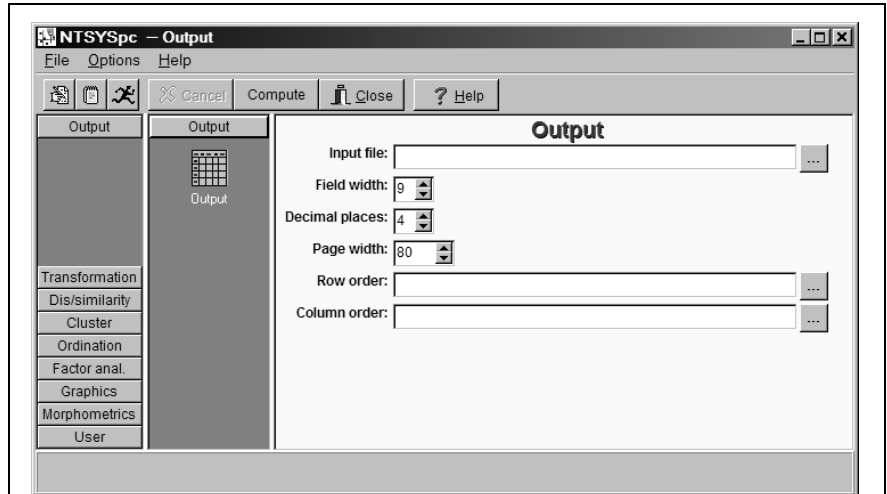 NTSYSpc – Output
File Options Help
Cancel Compute Close ? Help
Output
Output
Output
Output
Input file:
...
Field width: 9
Decimal places: 4
Page width: 80
Row order:
...
Column order:
...
Transformation
Dis/similarity
Cluster
Ordination
Factor anal.
Graphics
Morphometrics
User